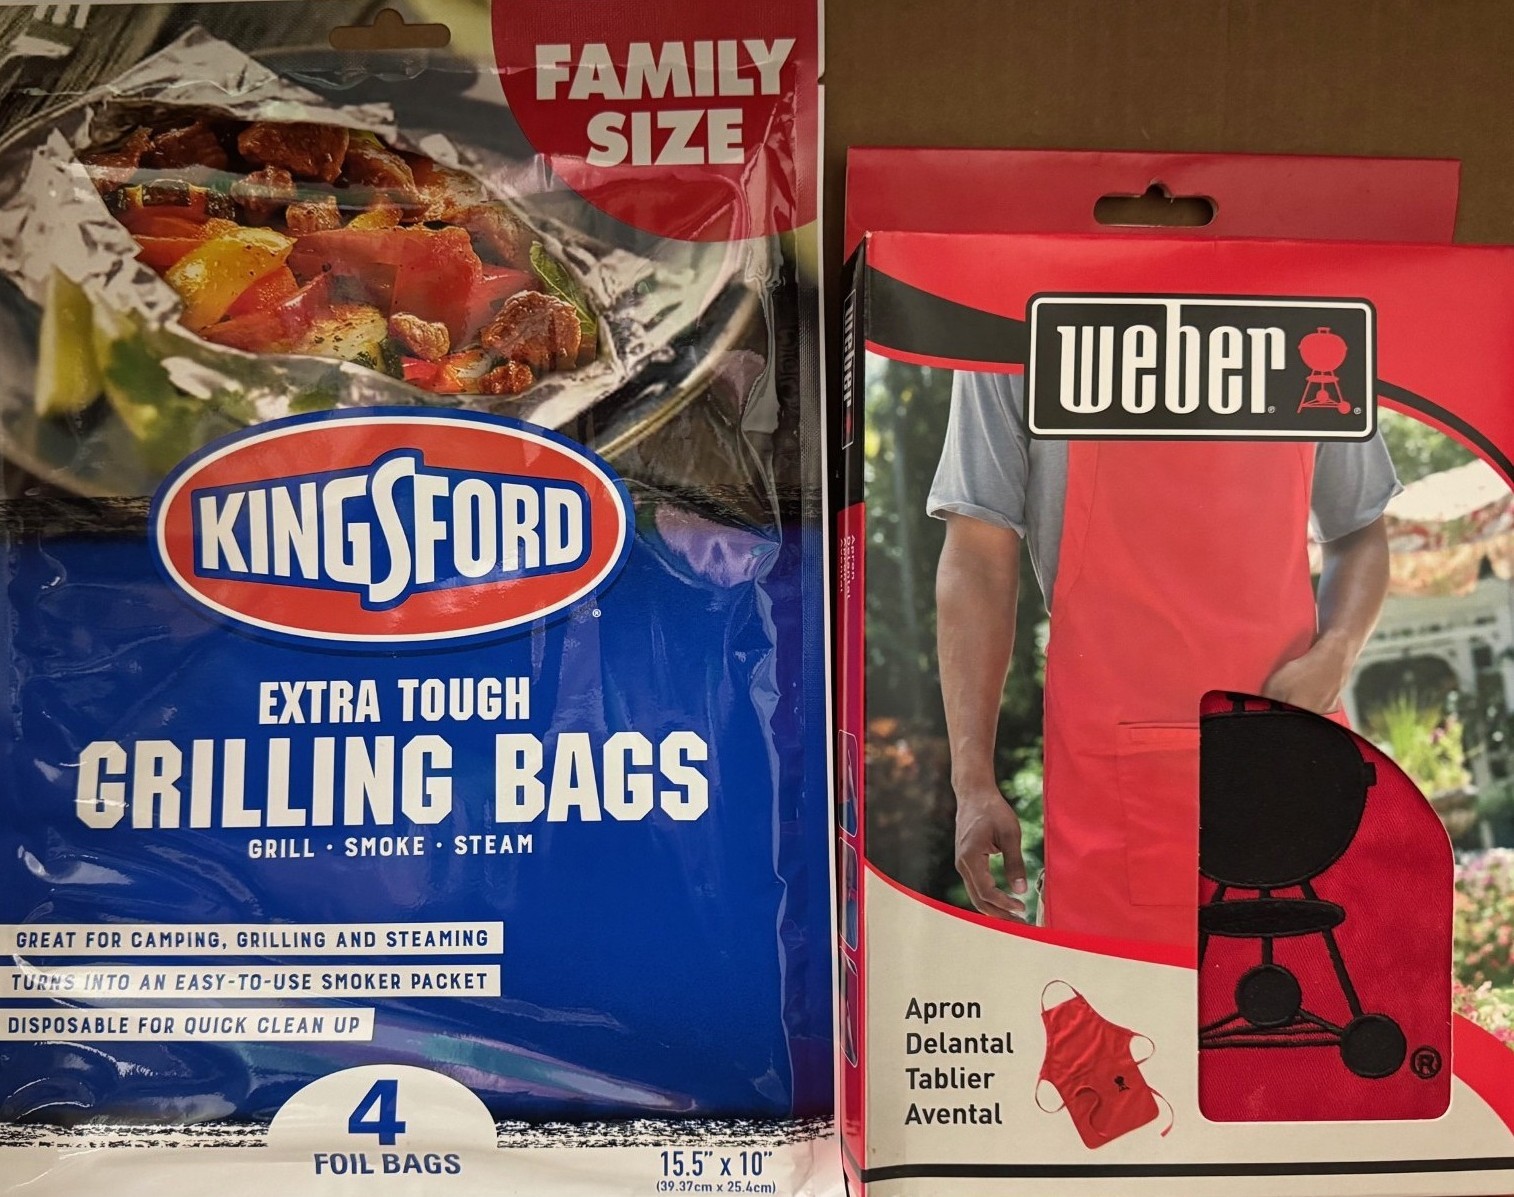 FAMILY
SIZE
KINGSFORD
®
EXTRA TOUGH
GRILLING BAGS
GRILL · SMOKE · STEAM
GREAT FOR CAMPING, GRILLING AND STEAMING
TURNS INTO AN EASY-TO-USE SMOKER PACKET
DISPOSABLE FOR QUICK CLEAN UP
4
FOIL BAGS
15.5” x 10”
(39.37cm x 25.4cm)
weber
weber
Apron
Delantal
Tablier
Avental
®